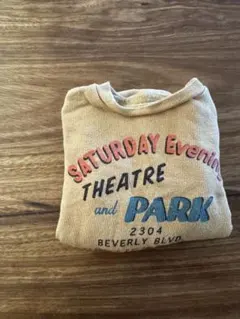 SATURDAY Evening
THEATRE
and PARK
2304
BEVERLY BLVD